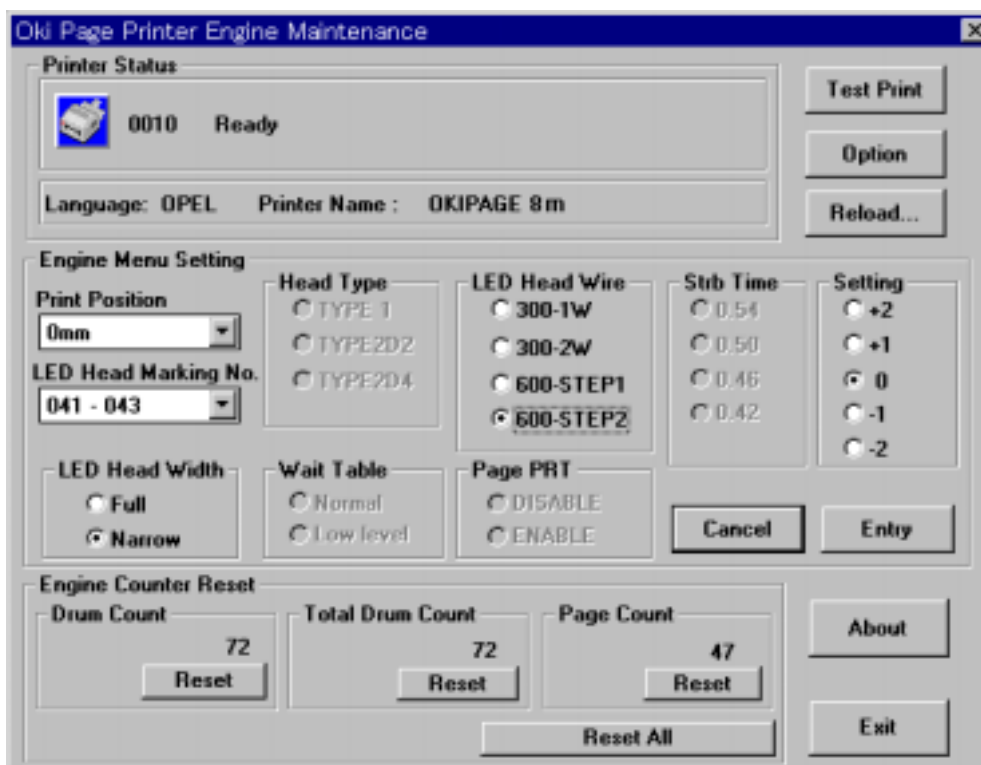 Oki Page Printer Engine Maintenance
Printer Status
0010 Ready
Language: OPEL Printer Name : OKIPAGE 8m
Test Print
Option
Reload...
Engine Menu Setting
Print Position
0mm
LED Head Marking No.
041 - 043
Head Type
TYPE 1
TYPE2D2
TYPE2D4
LED Head Wire
300-1W
300-2W
600-STEP1
600-STEP2
Strb Time
0.54
0.50
0.46
0.42
Setting
+2
+1
0
-1
-2
LED Head Width
Full
Narrow
Wait Table
Normal
Low level
Page PRT
DISABLE
ENABLE
Cancel
Entry
Engine Counter Reset
Drum Count
72
Reset
Total Drum Count
72
Reset
Page Count
47
Reset
Reset All
About
Exit